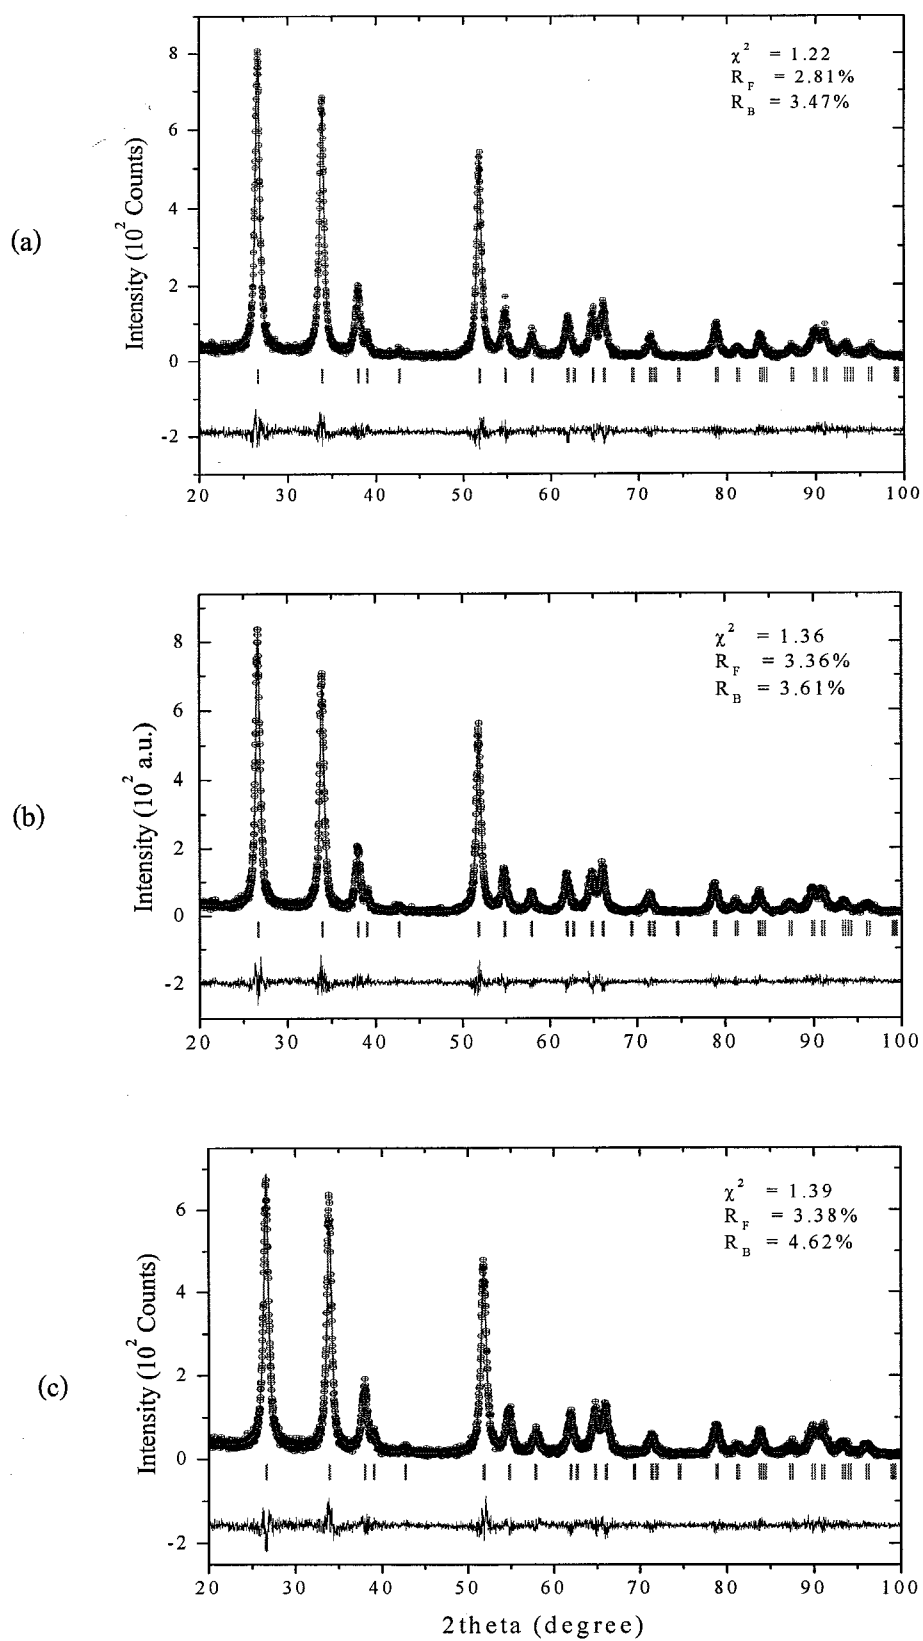 (a)
Intensity (10² Counts)
8
6
4
2
0
-2
χ² = 1.22
R_F = 2.81%
R_B = 3.47%
20 30 40 50 60 70 80 90 100
(b)
Intensity (10² a.u.)
8
6
4
2
0
-2
χ² = 1.36
R_F = 3.36%
R_B = 3.61%
20 30 40 50 60 70 80 90 100
(c)
Intensity (10² Counts)
6
4
2
0
-2
χ² = 1.39
R_F = 3.38%
R_B = 4.62%
20 30 40 50 60 70 80 90 100
2theta (degree)